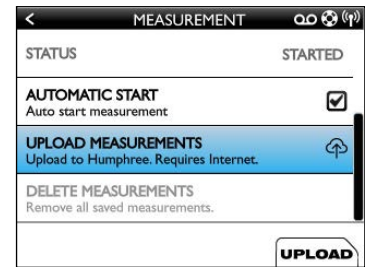 < MEASUREMENT
STATUS STARTED
AUTOMATIC START
Auto start measurement
UPLOAD MEASUREMENTS
Upload to Humphree. Requires Internet.
DELETE MEASUREMENTS
Remove all saved measurements.
UPLOAD